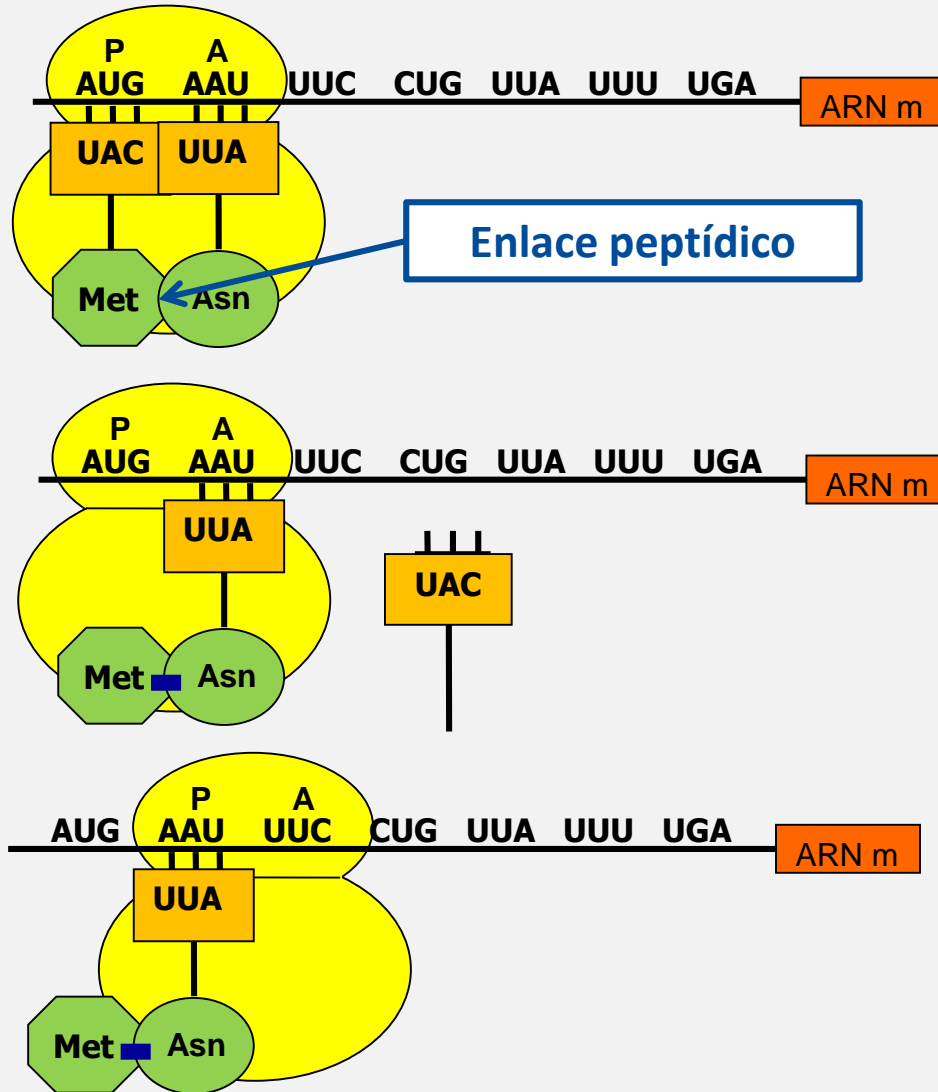 P A
AUG AAU UUC CUG UUA UUU UGA
ARN m
UAC UUA
Enlace peptídico
Met Asn
P A
AUG AAU UUC CUG UUA UUU UGA
ARN m
UUA
UAC
Met Asn
P A
AUG AAU UUC CUG UUA UUU UGA
ARN m
UUA
Met Asn